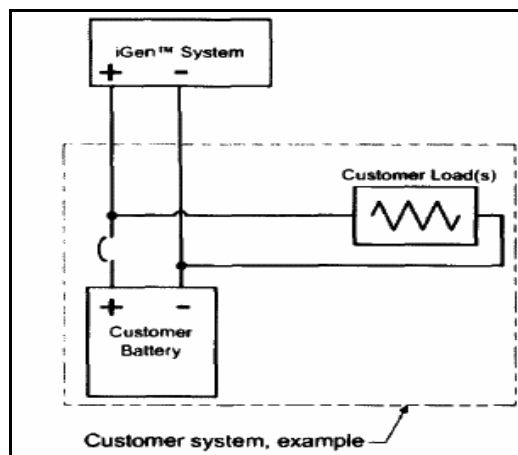 iGen™ System
+ −
Customer Load(s)
+ −
Customer
Battery
Customer system, example